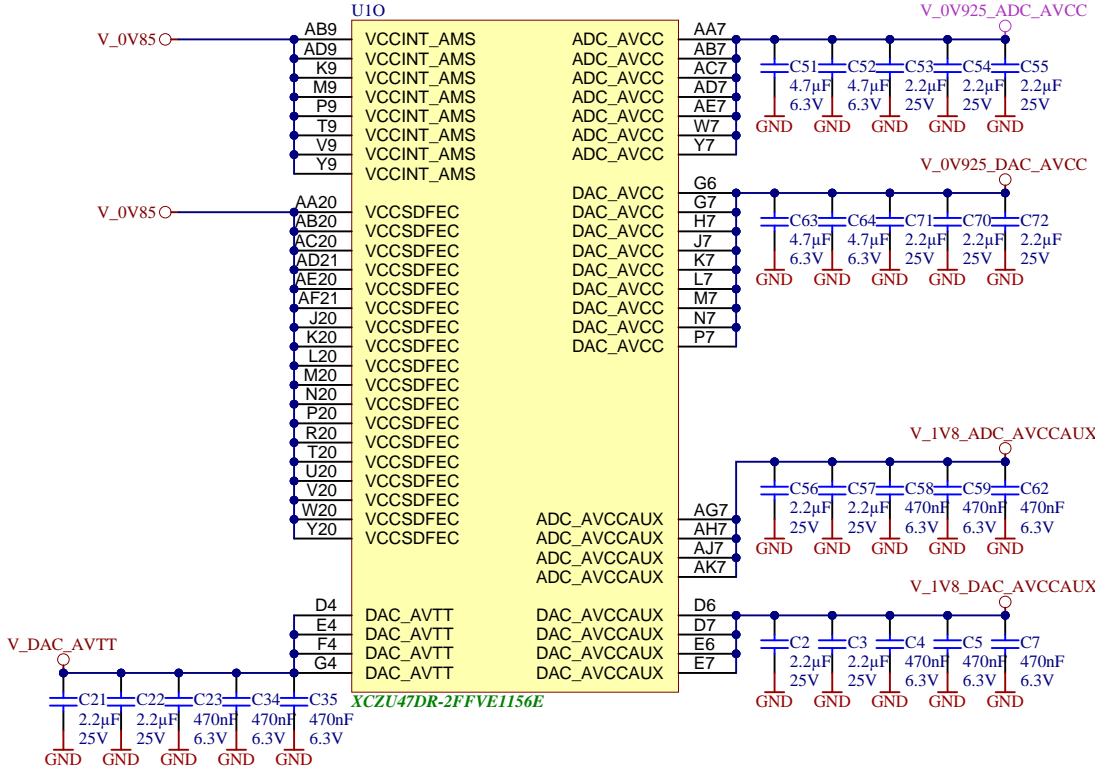 U1O
V_0V85
AB9 VCCINT_AMS
AD9 VCCINT_AMS
K9 VCCINT_AMS
M9 VCCINT_AMS
P9 VCCINT_AMS
T9 VCCINT_AMS
V9 VCCINT_AMS
Y9 VCCINT_AMS
V_0V85
AA20 VCCSDFEC
AB20 VCCSDFEC
AC20 VCCSDFEC
AD21 VCCSDFEC
AE20 VCCSDFEC
AF21 VCCSDFEC
J20 VCCSDFEC
K20 VCCSDFEC
L20 VCCSDFEC
M20 VCCSDFEC
N20 VCCSDFEC
P20 VCCSDFEC
R20 VCCSDFEC
T20 VCCSDFEC
U20 VCCSDFEC
V20 VCCSDFEC
W20 VCCSDFEC
Y20 VCCSDFEC
D4 DAC_AVTT
E4 DAC_AVTT
F4 DAC_AVTT
G4 DAC_AVTT
V_DAC_AVTT
C21 C22 C23 C34 C35
2.2µF 2.2µF 470nF 470nF 470nF
25V 25V 6.3V 6.3V 6.3V
GND GND GND GND GND
XCZU47DR-2FFVE1156E
V_0V925_ADC_AVCC
ADC_AVCC AA7
ADC_AVCC AB7
ADC_AVCC AC7
ADC_AVCC AD7
ADC_AVCC AE7
ADC_AVCC W7
ADC_AVCC Y7
C51 C52 C53 C54 C55
4.7µF 4.7µF 2.2µF 2.2µF 2.2µF
6.3V 6.3V 25V 25V 25V
GND GND GND GND GND
V_0V925_DAC_AVCC
DAC_AVCC G6
DAC_AVCC G7
DAC_AVCC H7
DAC_AVCC J7
DAC_AVCC K7
DAC_AVCC L7
DAC_AVCC M7
DAC_AVCC N7
DAC_AVCC P7
C63 C64 C71 C70 C72
4.7µF 4.7µF 2.2µF 2.2µF 2.2µF
6.3V 6.3V 25V 25V 25V
GND GND GND GND GND
V_1V8_ADC_AVCCAUX
C56 C57 C58 C59 C62
2.2µF 2.2µF 470nF 470nF 470nF
25V 25V 6.3V 6.3V 6.3V
GND GND GND GND GND
ADC_AVCCAUX AG7
ADC_AVCCAUX AH7
ADC_AVCCAUX AJ7
ADC_AVCCAUX AK7
V_1V8_DAC_AVCCAUX
DAC_AVCCAUX D6
DAC_AVCCAUX D7
DAC_AVCCAUX E6
DAC_AVCCAUX E7
C2 C3 C4 C5 C7
2.2µF 2.2µF 470nF 470nF 470nF
25V 25V 6.3V 6.3V 6.3V
GND GND GND GND GND